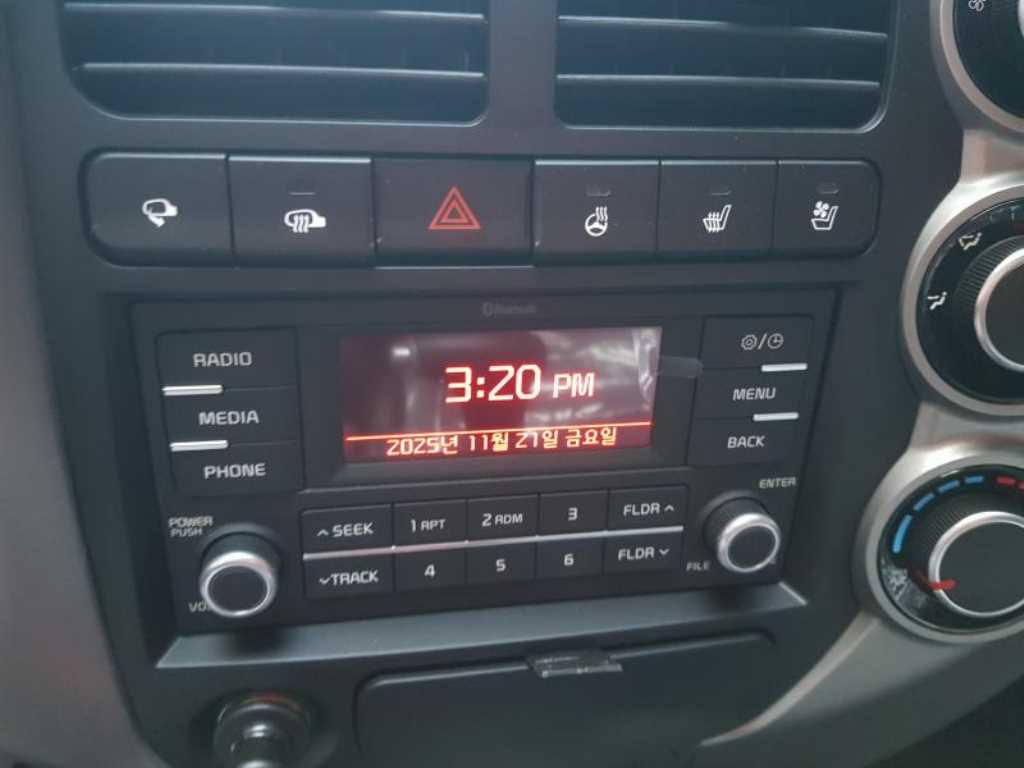 Bluetooth
RADIO
MEDIA
PHONE
3:20 PM
2025년 11월 21일 금요일
MENU
BACK
POWER
PUSH
∧ SEEK
1 RPT
2 RDM
3
FLDR ∧
∨ TRACK
4
5
6
FLDR ∨
ENTER
FILE